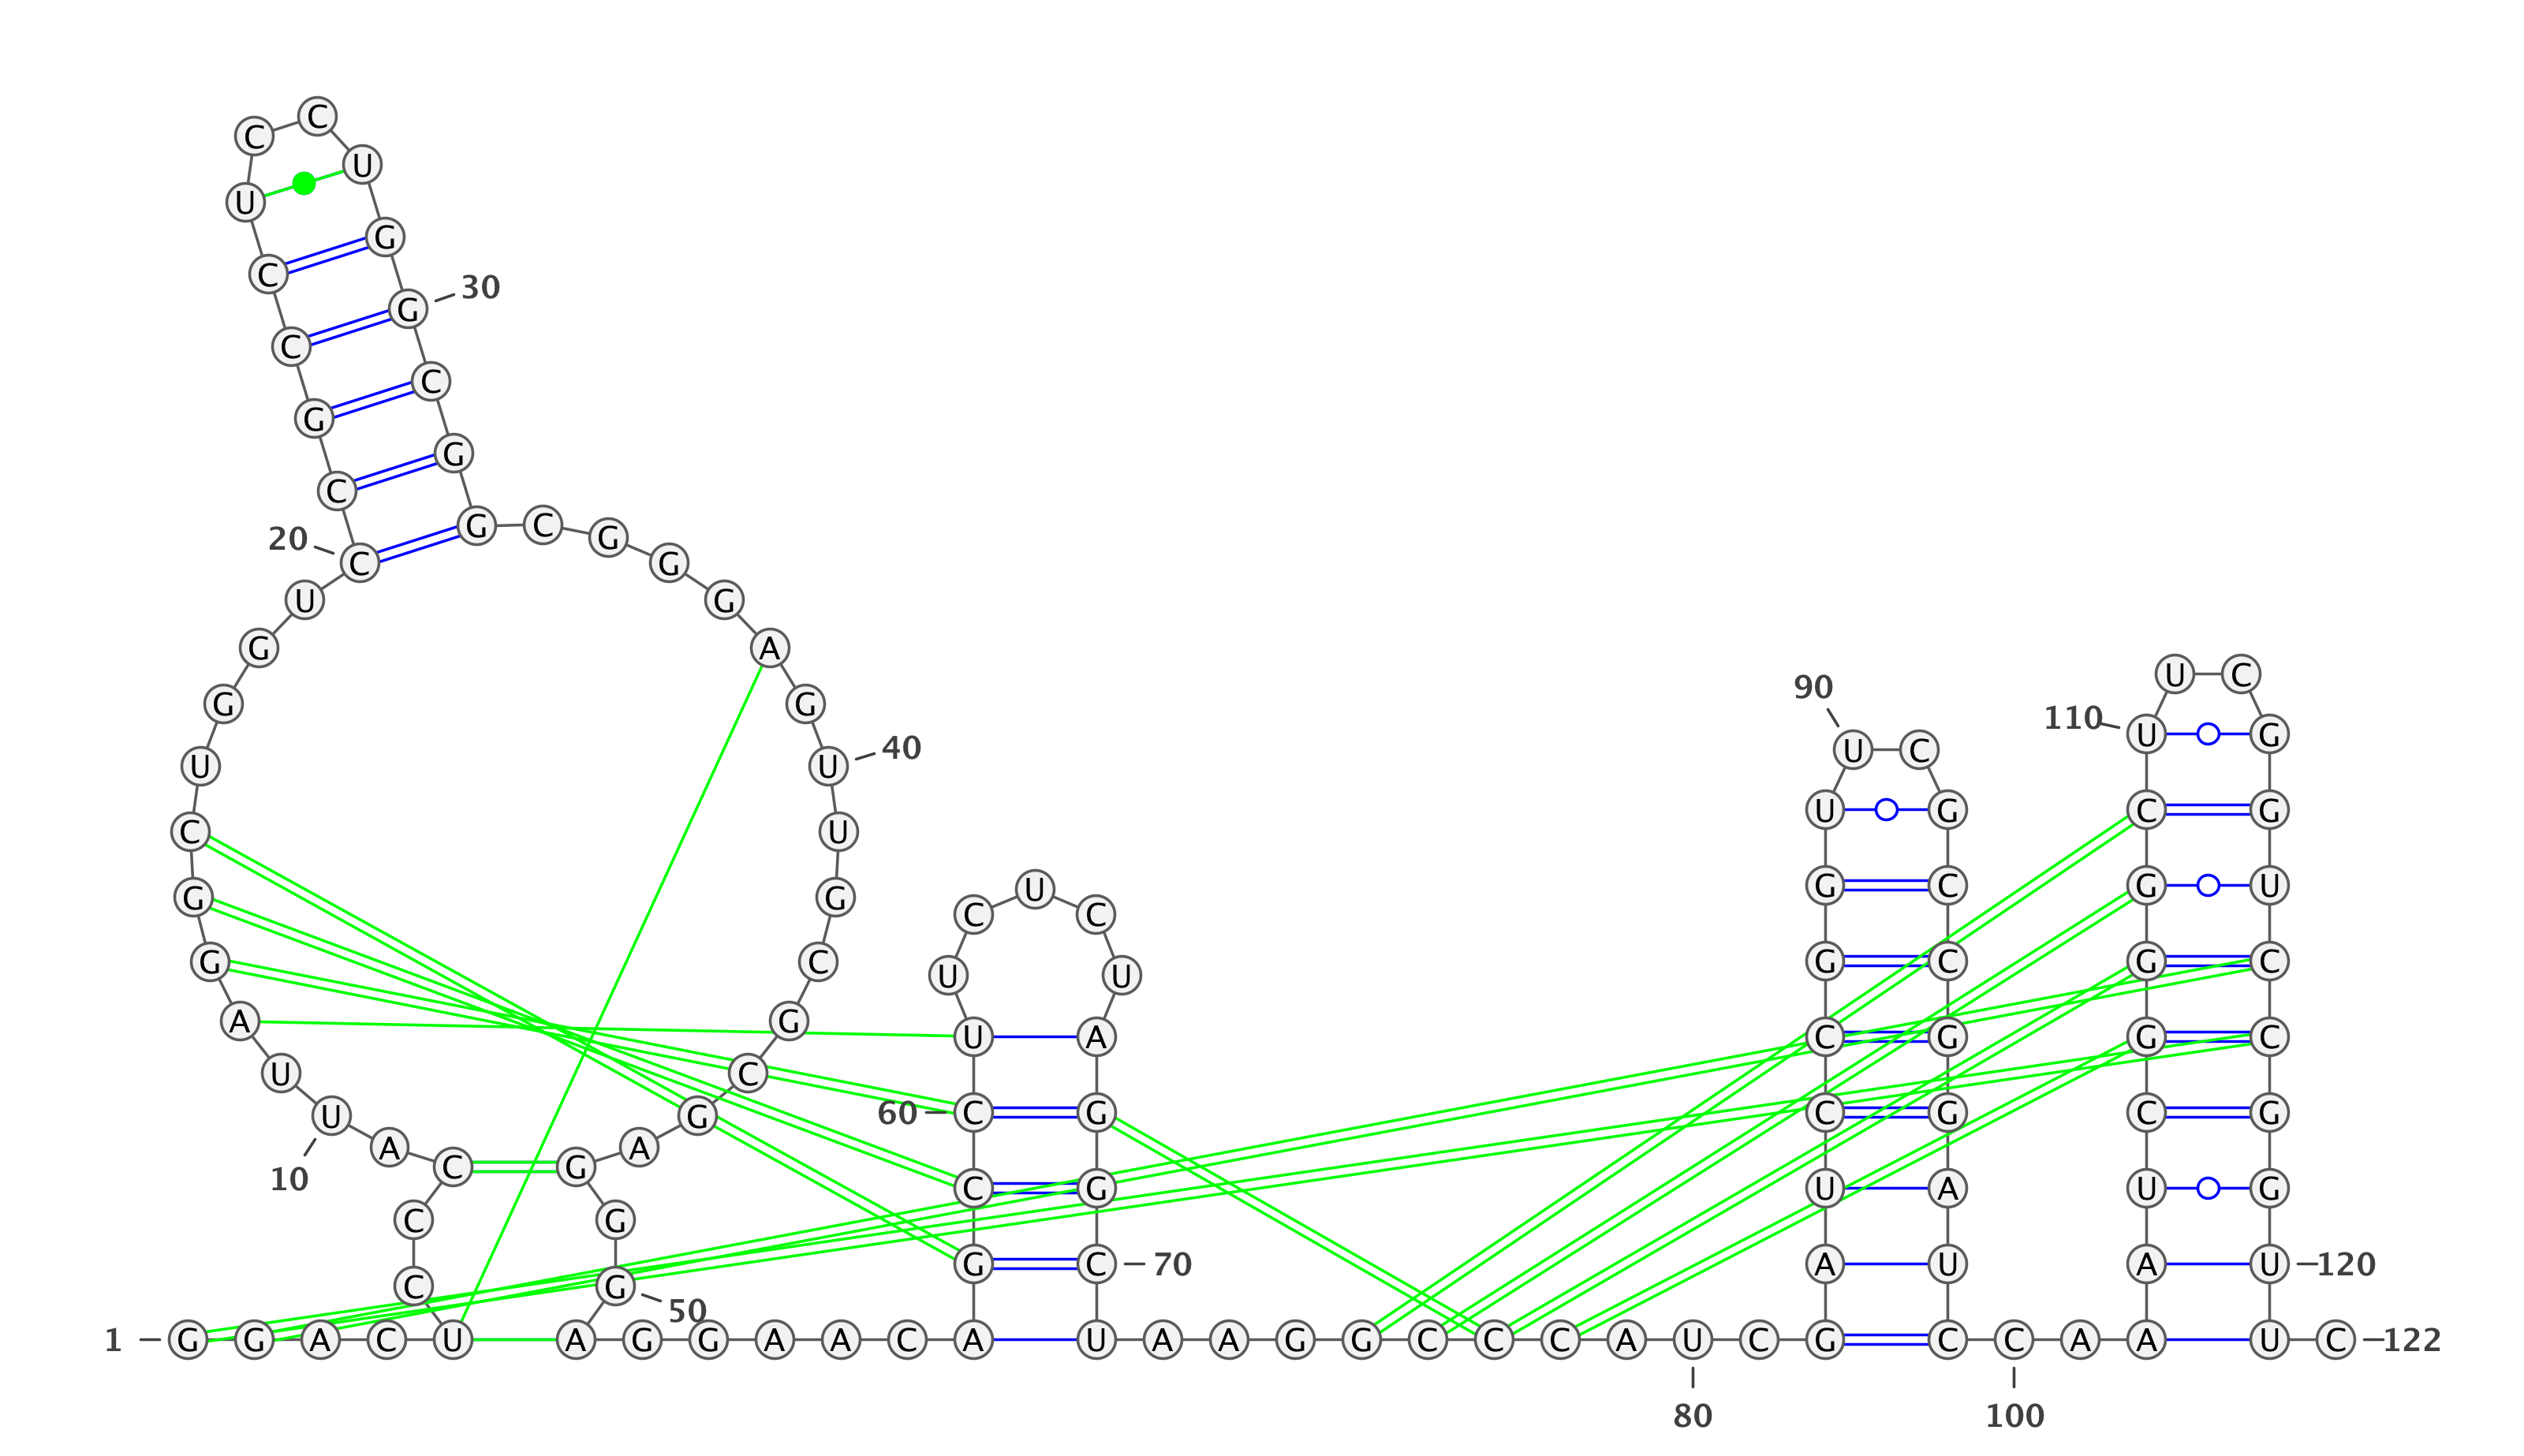 C
C
U
U
G
C
30
G
C
C
G
G
C
20 G C G
C G
U G
G A
U C
90
G G
110 U G
40 U C
U U
U G C G
C U
U
G G G C G U
C C
G C G G C G C
U U
A G U A C G G C
U C
U G 60 C G C G C G
A A
C G
10 C G U A U G
C G
G C 70 A U A U 120
C G
50
1 G G A C U A G G A A C A U A A G G C C C A U C G C C A A U C 122
80 100